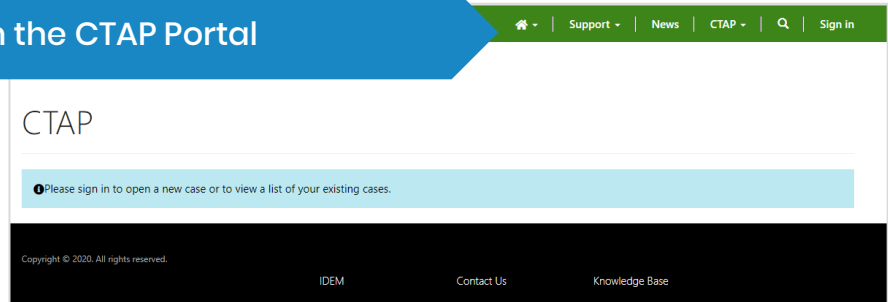 n the CTAP Portal
Support News CTAP Sign in
CTAP
Please sign in to open a new case or to view a list of your existing cases.
Copyright © 2020. All rights reserved.
IDEM Contact Us Knowledge Base